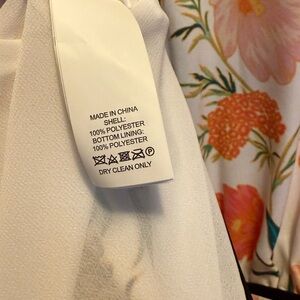 MADE IN CHINA
SHELL:
100% POLYESTER
BOTTOM LINING:
100% POLYESTER
P
DRY CLEAN ONLY